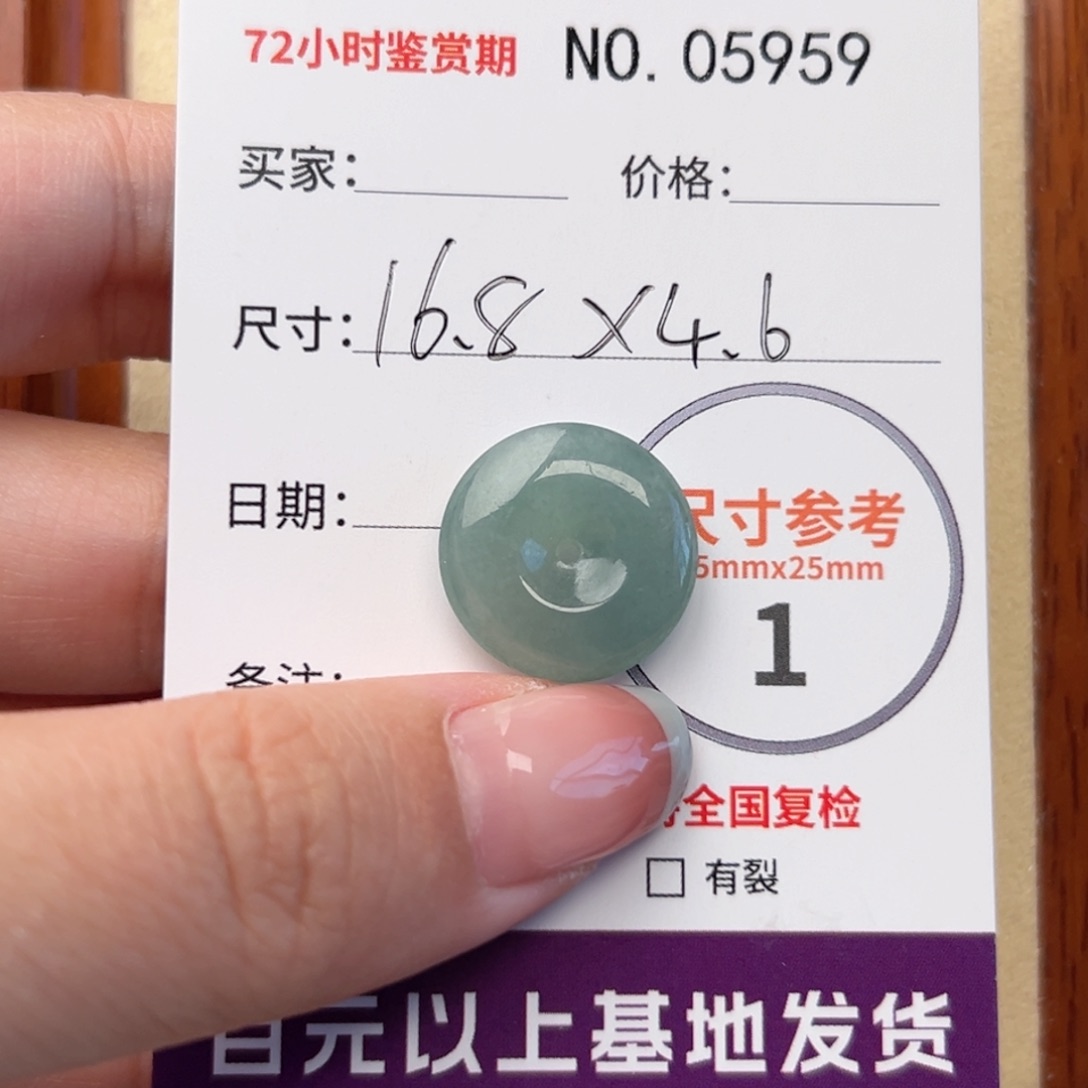 72小时鉴赏期 NO. 05959
买家： 价格：
尺寸：16.8 X4.6
日期：
尺寸参考
5mmx25mm
1
备注：
全国复检
□ 有裂
百元以上基地发货